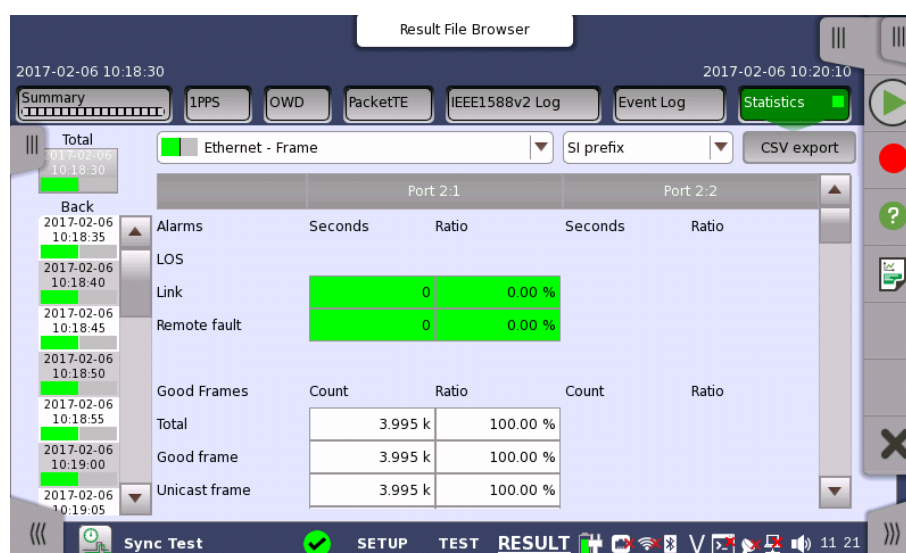 Result File Browser
2017-02-06 10:18:30
2017-02-06 10:20:10
Summary
1PPS
OWD
PacketTE
IEEE1588v2 Log
Event Log
Statistics
Total
2017-02-06
10:18:30
Back
2017-02-06
10:18:35
2017-02-06
10:18:40
2017-02-06
10:18:45
2017-02-06
10:18:50
2017-02-06
10:18:55
2017-02-06
10:19:00
2017-02-06
10:19:05
Ethernet - Frame
SI prefix
CSV export
Port 2:1 Port 2:2
Alarms Seconds Ratio Seconds Ratio
LOS
Link 0 0.00 %
Remote fault 0 0.00 %
Good Frames Count Ratio Count Ratio
Total 3.995 k 100.00 %
Good frame 3.995 k 100.00 %
Unicast frame 3.995 k 100.00 %
Sync Test SETUP TEST RESULT 11 21